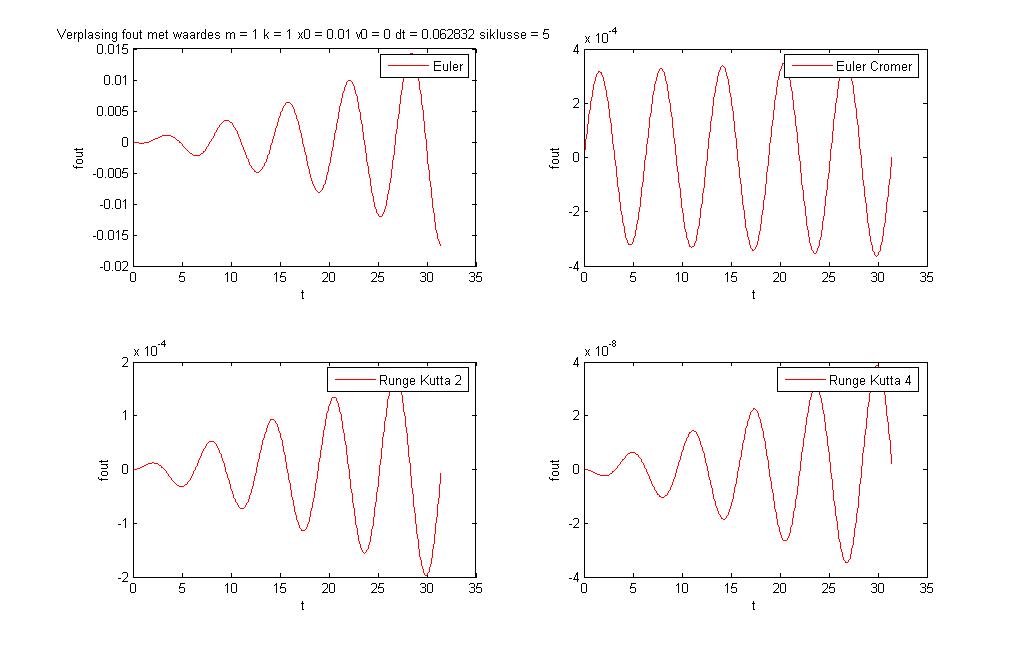 Verplasing fout met waardes m = 1 k = 1 x0 = 0.01 v0 = 0 dt = 0.062832 siklusse = 5
0.015
0.01
0.005
0
-0.005
-0.01
-0.015
-0.02
fout
Euler
0 5 10 15 20 25 30 35
t
x 10^-4
4
2
0
-2
-4
fout
Euler Cromer
0 5 10 15 20 25 30 35
t
x 10^-4
2
1
0
-1
-2
fout
Runge Kutta 2
0 5 10 15 20 25 30 35
t
x 10^-8
4
2
0
-2
-4
fout
Runge Kutta 4
0 5 10 15 20 25 30 35
t